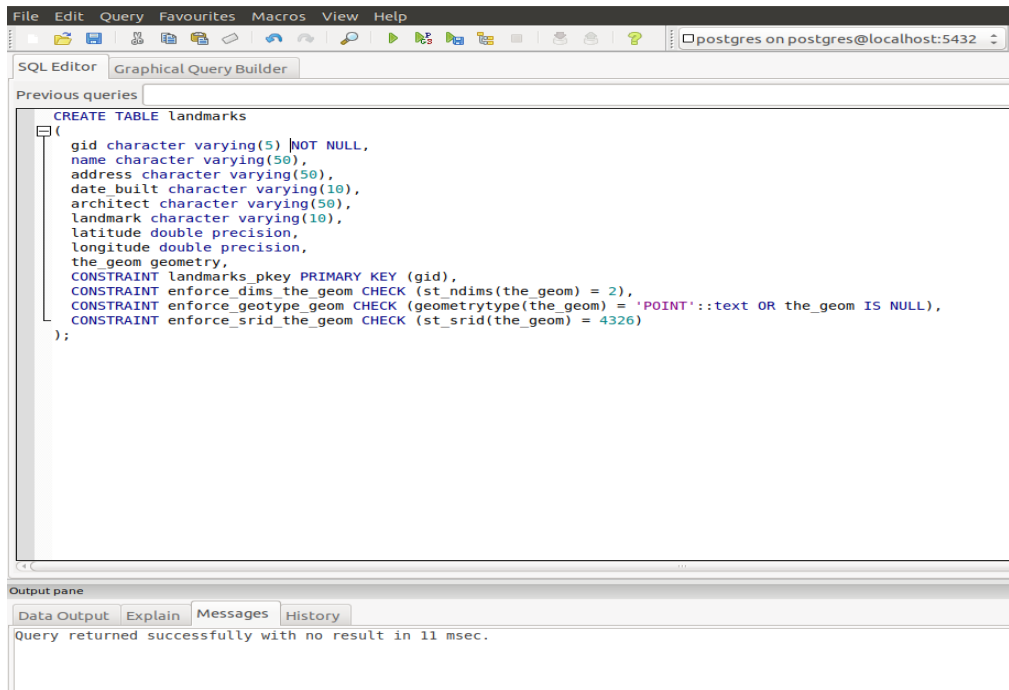 File Edit Query Favourites Macros View Help
postgres on postgres@localhost:5432
SQL Editor Graphical Query Builder
Previous queries
CREATE TABLE landmarks
(
  gid character varying(5) NOT NULL,
  name character varying(50),
  address character varying(50),
  date_built character varying(10),
  architect character varying(50),
  landmark character varying(10),
  latitude double precision,
  longitude double precision,
  the_geom geometry,
  CONSTRAINT landmarks_pkey PRIMARY KEY (gid),
  CONSTRAINT enforce_dims_the_geom CHECK (st_ndims(the_geom) = 2),
  CONSTRAINT enforce_geotype_geom CHECK (geometrytype(the_geom) = 'POINT'::text OR the_geom IS NULL),
  CONSTRAINT enforce_srid_the_geom CHECK (st_srid(the_geom) = 4326)
);
Output pane
Data Output Explain Messages History
Query returned successfully with no result in 11 msec.